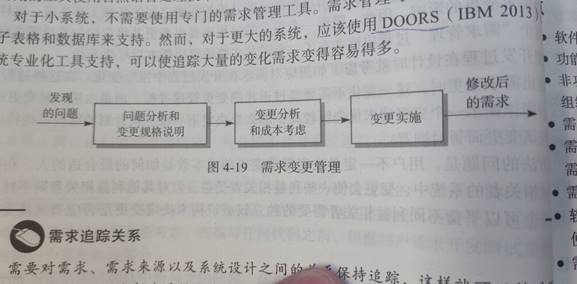 对于小系统，不需要使用专门的需求管理工具。需求管理
子表格和数据库来支持。然而，对于更大的系统，应该使用 DOORS（IBM 2013）
统专业化工具支持，可以使追踪大量的变化需求变得容易得多。
发现
的问题
问题分析和
变更规格说明
变更分析
和成本考虑
变更实施
修改后
的需求
图 4-19 需求变更管理
需求追踪关系
需要对需求、需求来源以及系统设计之间的关系保持追踪，这样就
• 软件
• 功能
• 非
组
• 需
• 需
需
• 需
• 软